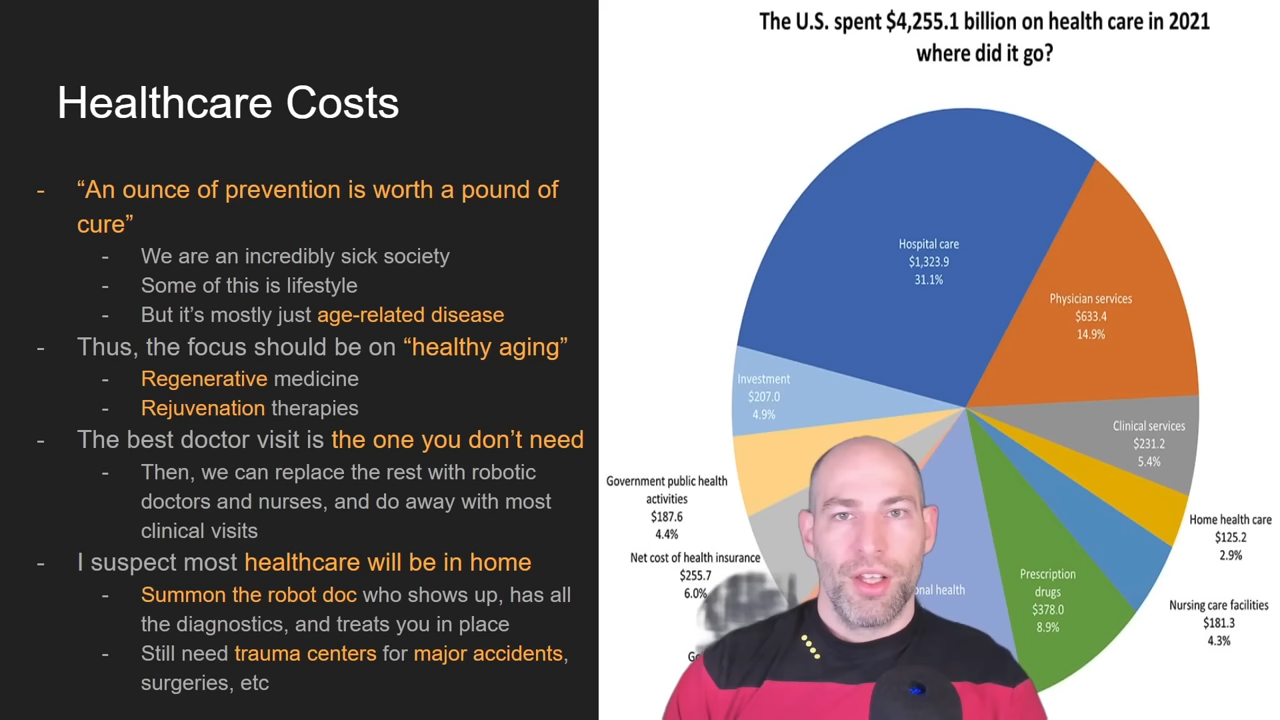 Healthcare Costs
- “An ounce of prevention is worth a pound of
cure”
- We are an incredibly sick society
- Some of this is lifestyle
- But it’s mostly just age-related disease
- Thus, the focus should be on “healthy aging”
- Regenerative medicine
- Rejuvenation therapies
- The best doctor visit is the one you don’t need
- Then, we can replace the rest with robotic
doctors and nurses, and do away with most
clinical visits
- I suspect most healthcare will be in home
- Summon the robot doc who shows up, has all
the diagnostics, and treats you in place
- Still need trauma centers for major accidents,
surgeries, etc
The U.S. spent $4,255.1 billion on health care in 2021
where did it go?
Hospital care
$1,323.9
31.1%
Physician services
$633.4
14.9%
Clinical services
$231.2
5.4%
Home health care
$125.2
2.9%
Nursing care facilities
$181.3
4.3%
Prescription
drugs
$378.0
8.9%
health
Net cost of health insurance
$255.7
6.0%
Government public health
activities
$187.6
4.4%
Investment
$207.0
4.9%